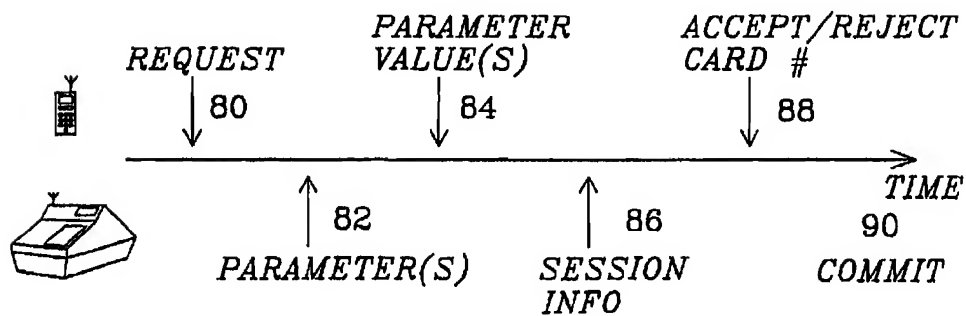 REQUEST
80
PARAMETER
VALUE(S)
84
ACCEPT/REJECT
CARD #
88
TIME
82
PARAMETER(S)
86
SESSION
INFO
90
COMMIT